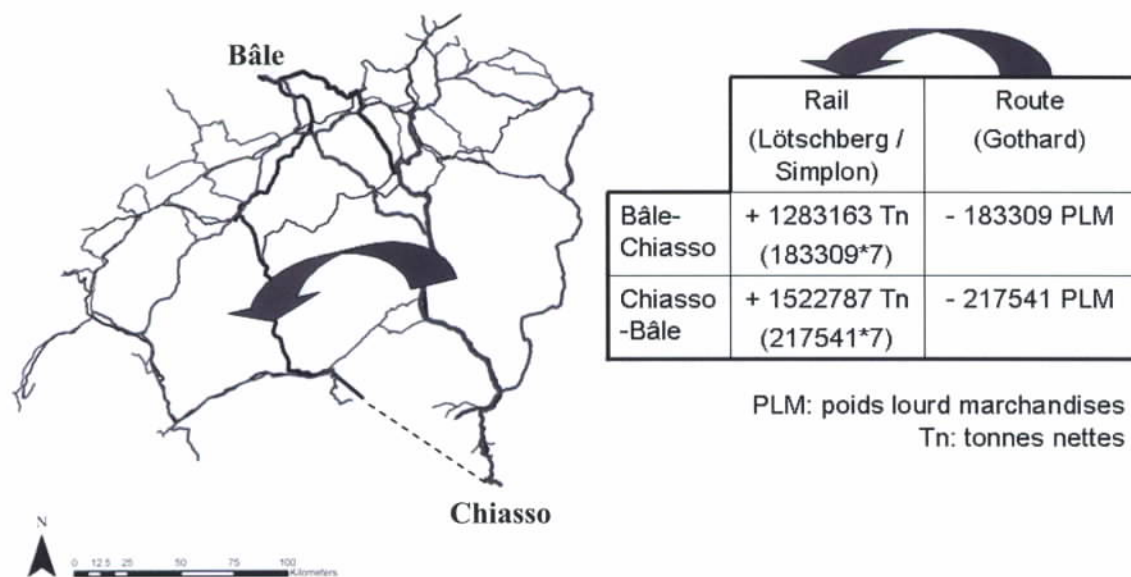 Bâle
Chiasso
N
0 12.5 25 50 75 100
Kilometers
Rail
(Lötschberg /
Simplon)
Route
(Gothard)
Bâle-
Chiasso
+ 1283163 Tn
(183309*7)
- 183309 PLM
Chiasso
-Bâle
+ 1522787 Tn
(217541*7)
- 217541 PLM
PLM: poids lourd marchandises
Tn: tonnes nettes